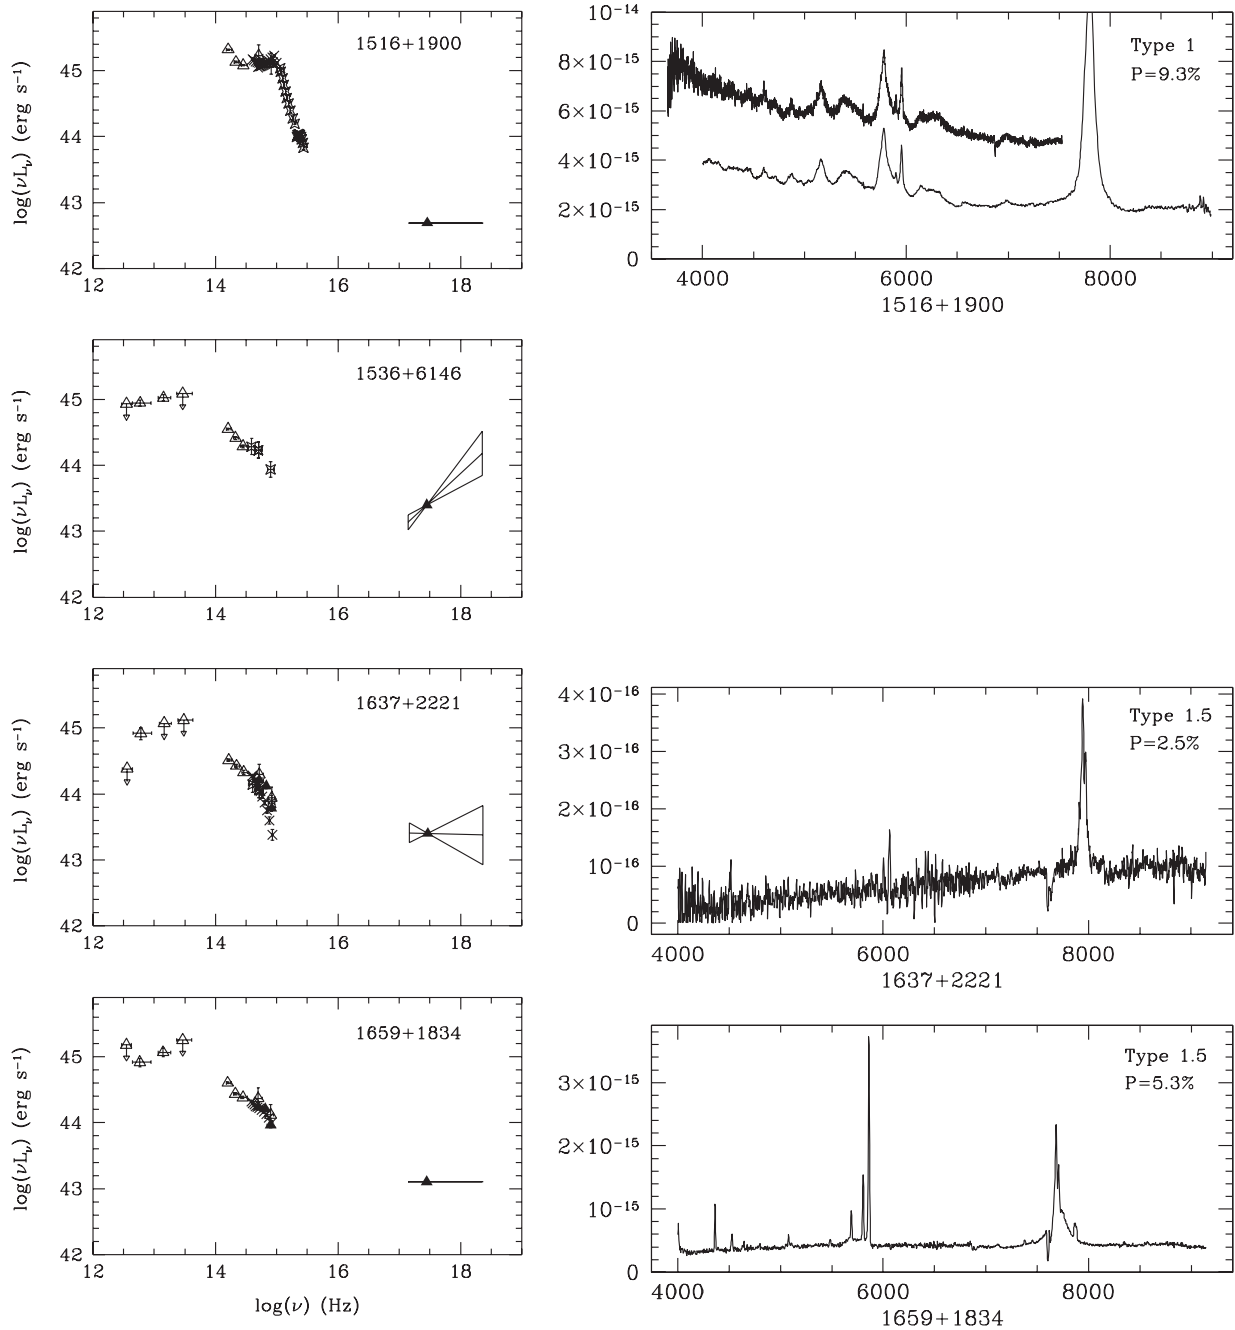 1516+1900
log(νLν) (erg s⁻¹)
45
44
43
42
12 14 16 18
10⁻¹⁴
8×10⁻¹⁵
6×10⁻¹⁵
4×10⁻¹⁵
2×10⁻¹⁵
0
Type 1
P=9.3%
4000 6000 8000
1516+1900
1536+6146
log(νLν) (erg s⁻¹)
45
44
43
42
12 14 16 18
1637+2221
log(νLν) (erg s⁻¹)
45
44
43
42
12 14 16 18
4×10⁻¹⁶
3×10⁻¹⁶
2×10⁻¹⁶
10⁻¹⁶
0
Type 1.5
P=2.5%
4000 6000 8000
1637+2221
1659+1834
log(νLν) (erg s⁻¹)
45
44
43
42
12 14 16 18
log(ν) (Hz)
3×10⁻¹⁵
2×10⁻¹⁵
10⁻¹⁵
0
Type 1.5
P=5.3%
4000 6000 8000
1659+1834